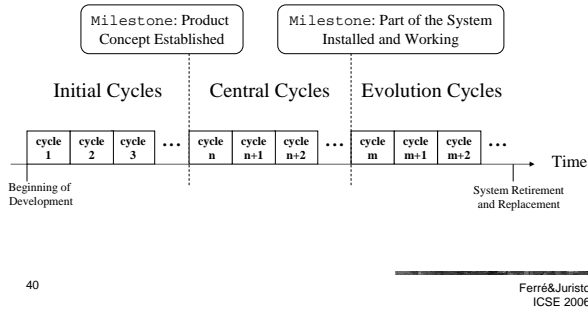 Milestone: Product
Concept Established
Milestone: Part of the System
Installed and Working
Initial Cycles
Central Cycles
Evolution Cycles
cycle 1
cycle 2
cycle 3
...
cycle n
cycle n+1
cycle n+2
...
cycle m
cycle m+1
cycle m+2
...
Time
Beginning of
Development
System Retirement
and Replacement
40
Ferré&Juristo
ICSE 2006